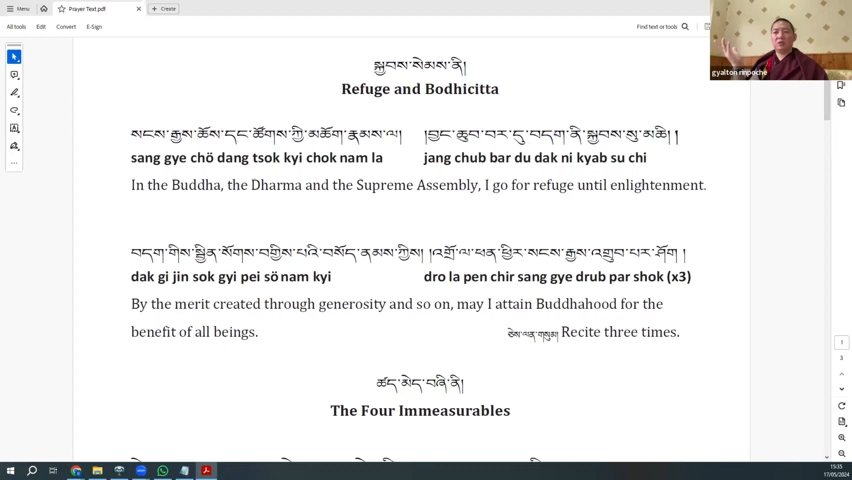 Menu
Prayer Text.pdf
Create
All tools Edit Convert E-Sign
Find text or tools
gyalton rinpoche
སྐྱབས་སེམས་ནི།
Refuge and Bodhicitta
སངས་རྒྱས་ཆོས་དང་ཚོགས་ཀྱི་མཆོག་རྣམས་ལ། །བྱང་ཆུབ་བར་དུ་བདག་ནི་སྐྱབས་སུ་མཆི། །
sang gye chö dang tsok kyi chok nam la jang chub bar du dak ni kyab su chi
In the Buddha, the Dharma and the Supreme Assembly, I go for refuge until enlightenment.
བདག་གིས་སྦྱིན་སོགས་བགྱིས་པའི་བསོད་ནམས་ཀྱིས། །འགྲོ་ལ་ཕན་ཕྱིར་སངས་རྒྱས་འགྲུབ་པར་ཤོག །
dak gi jin sok gyi pei sö nam kyi dro la pen chir sang gye drub par shok (x3)
By the merit created through generosity and so on, may I attain Buddhahood for the
benefit of all beings. ཅེས་ལན་གསུམ། Recite three times.
ཚད་མེད་བཞི་ནི།
The Four Immeasurables
1
3
15:35
17/05/2024